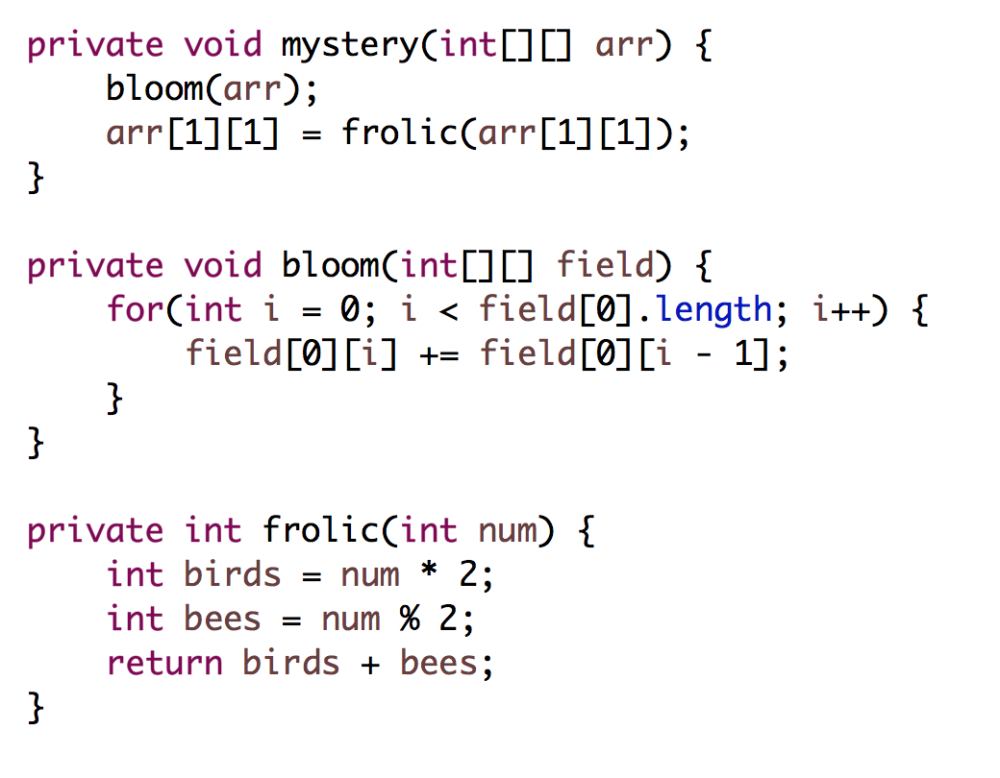 private void mystery(int[][] arr) {
    bloom(arr);
    arr[1][1] = frolic(arr[1][1]);
}

private void bloom(int[][] field) {
    for(int i = 0; i < field[0].length; i++) {
        field[0][i] += field[0][i - 1];
    }
}

private int frolic(int num) {
    int birds = num * 2;
    int bees = num % 2;
    return birds + bees;
}